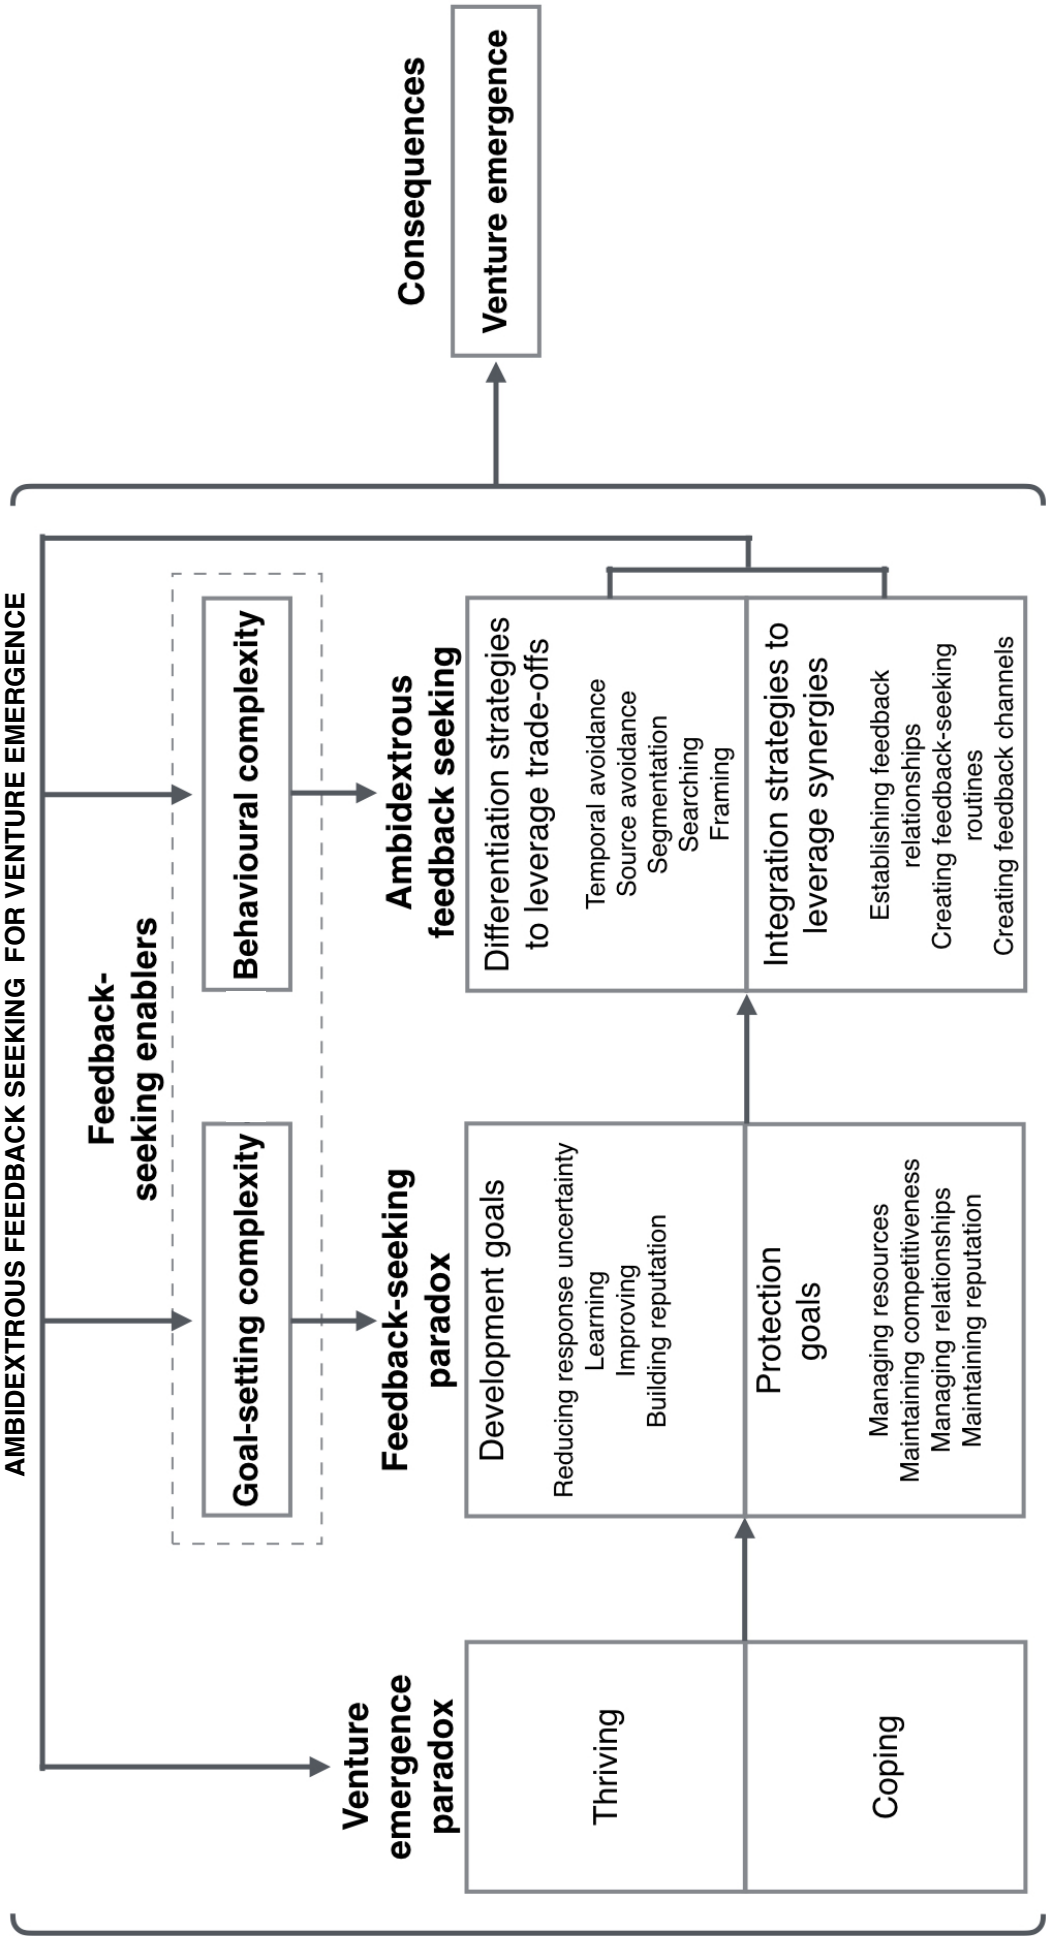 AMBIDEXTROUS FEEDBACK SEEKING FOR VENTURE EMERGENCE
Feedback-
seeking enablers
Goal-setting complexity
Behavioural complexity
Venture
emergence
paradox
Thriving
Coping
Feedback-seeking
paradox
Development goals
Reducing response uncertainty
Learning
Improving
Building reputation
Protection
goals
Managing resources
Maintaining competitiveness
Managing relationships
Maintaining reputation
Ambidextrous
feedback seeking
Differentiation strategies
to leverage trade-offs
Temporal avoidance
Source avoidance
Segmentation
Searching
Framing
Integration strategies to
leverage synergies
Establishing feedback
relationships
Creating feedback-seeking
routines
Creating feedback channels
Consequences
Venture emergence